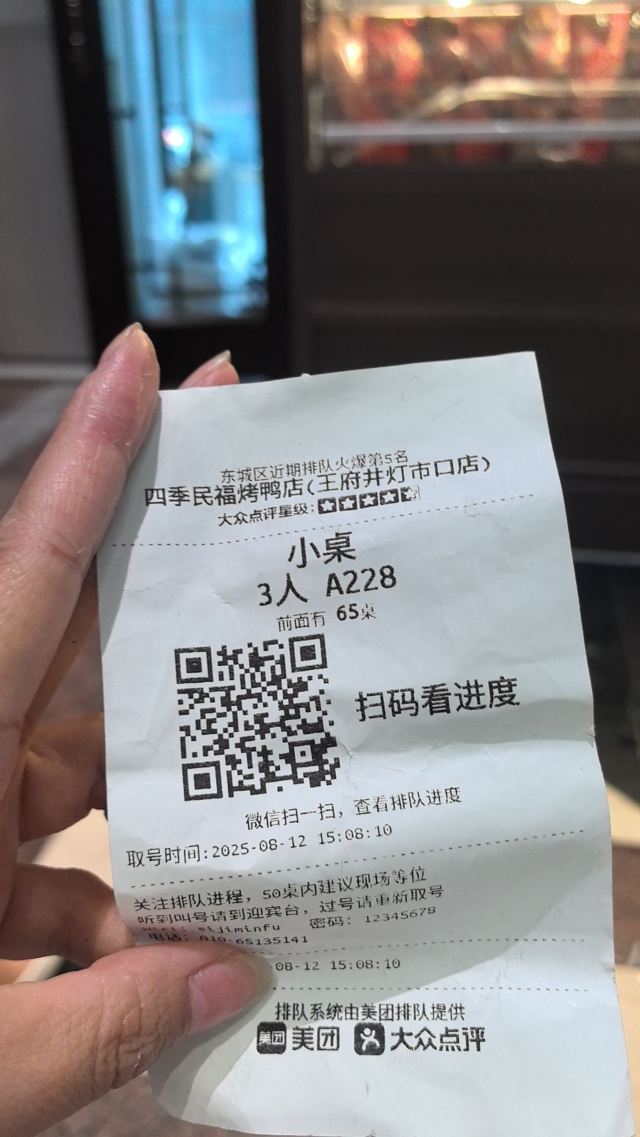 东城区近期排队火爆第5名
四季民福烤鸭店(王府井灯市口店)
大众点评星级:
小桌
3人 A228
前面有 65桌
扫码看进度
微信扫一扫, 查看排队进度
取号时间:2025-08-12 15:08:10
关注排队进程, 50桌内建议现场等位
听到叫号请到迎宾台, 过号请重新取号
sijiminfu 密码: 12345678
电话: 010-65135141
08-12 15:08:10
排队系统由美团排队提供
美团 美团 大众点评